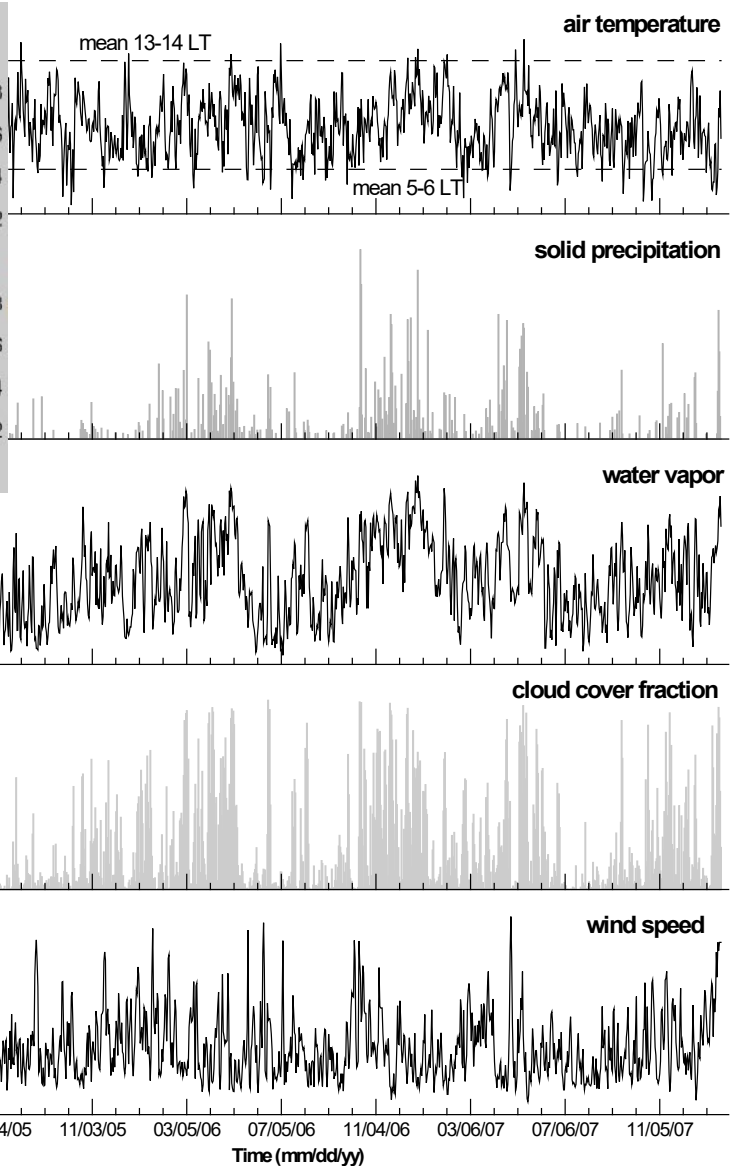 air temperature
mean 13-14 LT
mean 5-6 LT
solid precipitation
water vapor
cloud cover fraction
wind speed
4/05 11/03/05 03/05/06 07/05/06 11/04/06 03/06/07 07/06/07 11/05/07
Time (mm/dd/yy)